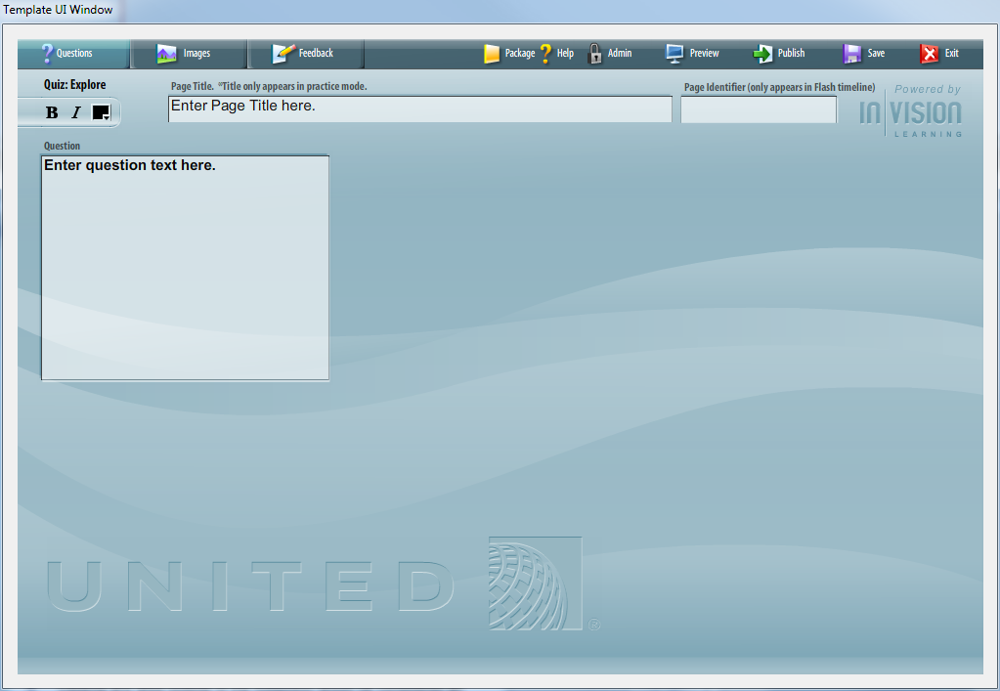 Template UI Window
Questions Images Feedback Package Help Admin Preview Publish Save Exit
Quiz: Explore
Page Title. *Title only appears in practice mode.
Page Identifier (only appears in Flash timeline)
Powered by
B I
Enter Page Title here.
IN VISION
LEARNING
Question
Enter question text here.
UNITED ®